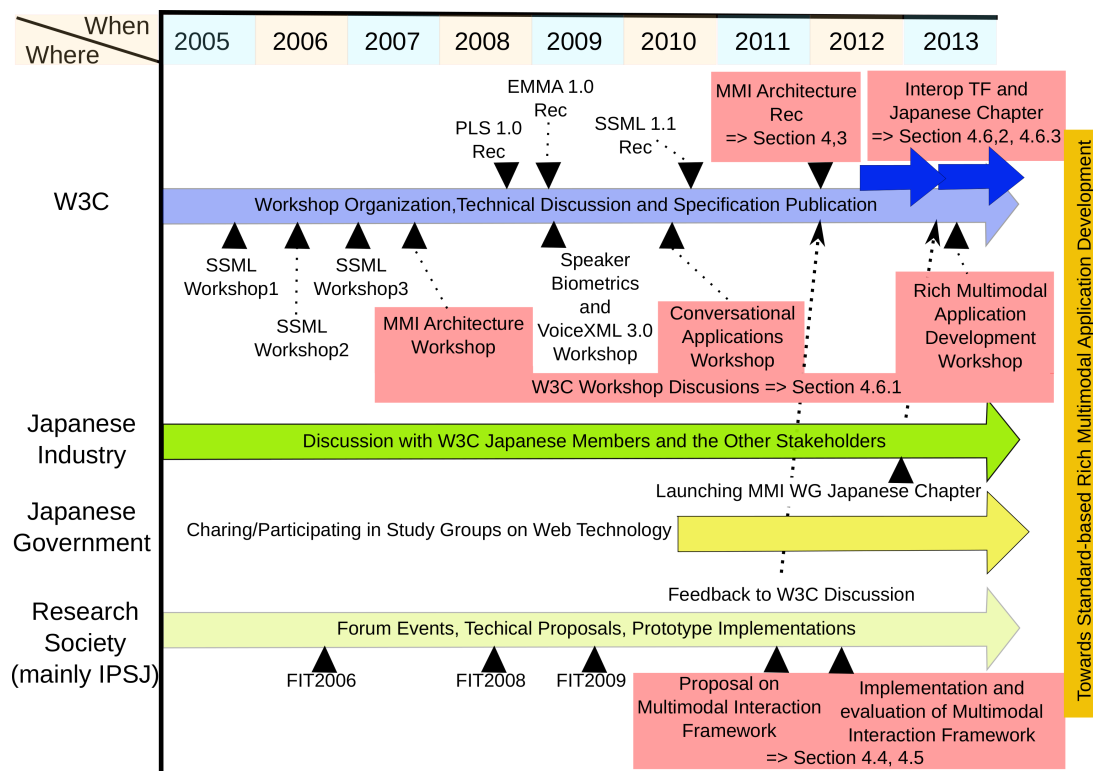 When
Where
2005 2006 2007 2008 2009 2010 2011 2012 2013
EMMA 1.0
Rec
PLS 1.0
Rec
SSML 1.1
Rec
MMI Architecture
Rec
=> Section 4,3
Interop TF and
Japanese Chapter
=> Section 4.6,2, 4.6.3
W3C
Workshop Organization,Technical Discussion and Specification Publication
SSML
Workshop1
SSML
Workshop2
SSML
Workshop3
MMI Architecture
Workshop
Speaker
Biometrics
and
VoiceXML 3.0
Workshop
Conversational
Applications
Workshop
Rich Multimodal
Application
Development
Workshop
W3C Workshop Discusions => Section 4.6.1
Japanese
Industry
Discussion with W3C Japanese Members and the Other Stakeholders
Launching MMI WG Japanese Chapter
Japanese
Government
Charing/Participating in Study Groups on Web Technology
Feedback to W3C Discussion
Research
Society
(mainly IPSJ)
Forum Events, Techical Proposals, Prototype Implementations
FIT2006
FIT2008
FIT2009
Proposal on
Multimodal Interaction
Framework
Implementation and
evaluation of Multimodal
Interaction Framework
=> Section 4.4, 4.5
Towards Standard-based Rich Multimodal Application Development